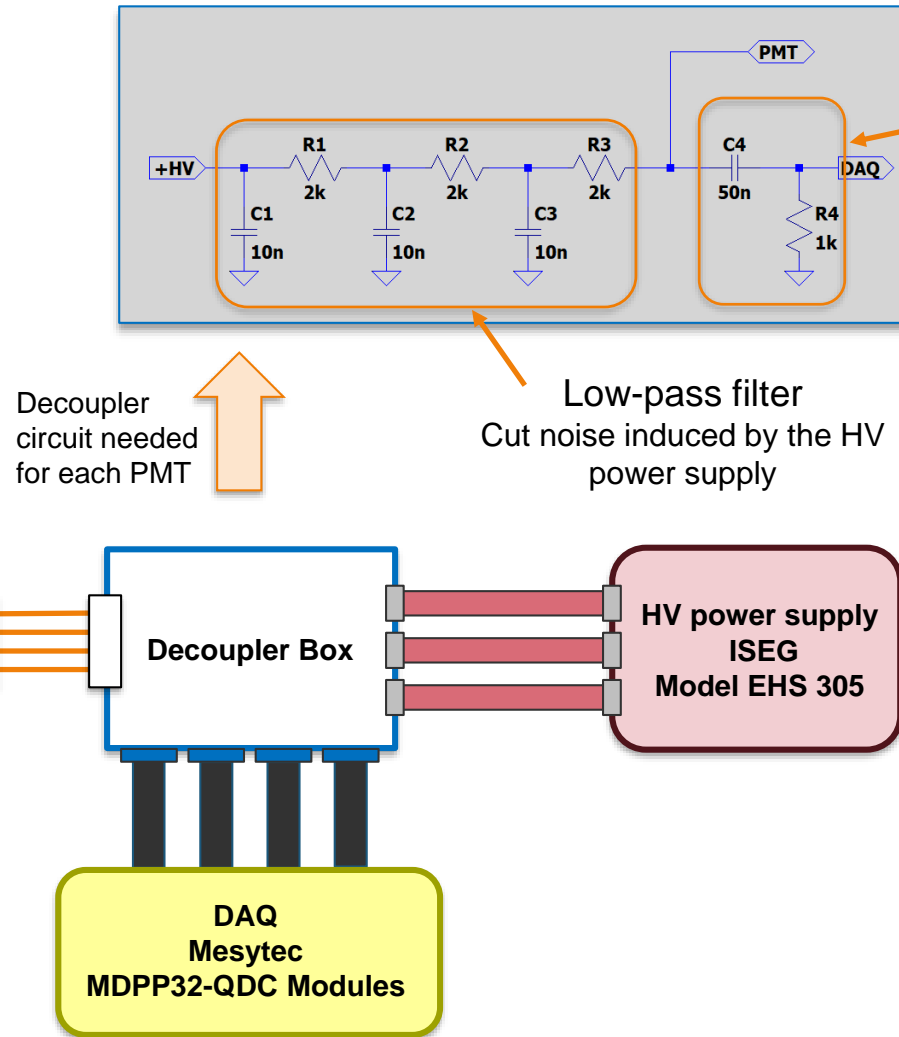 PMT
+HV
R1
2k
R2
2k
R3
2k
C4
50n
DAQ
C1
10n
C2
10n
C3
10n
R4
1k
Decoupler
circuit needed
for each PMT
Low-pass filter
Cut noise induced by the HV
power supply
Decoupler Box
HV power supply
ISEG
Model EHS 305
DAQ
Mesytec
MDPP32-QDC Modules